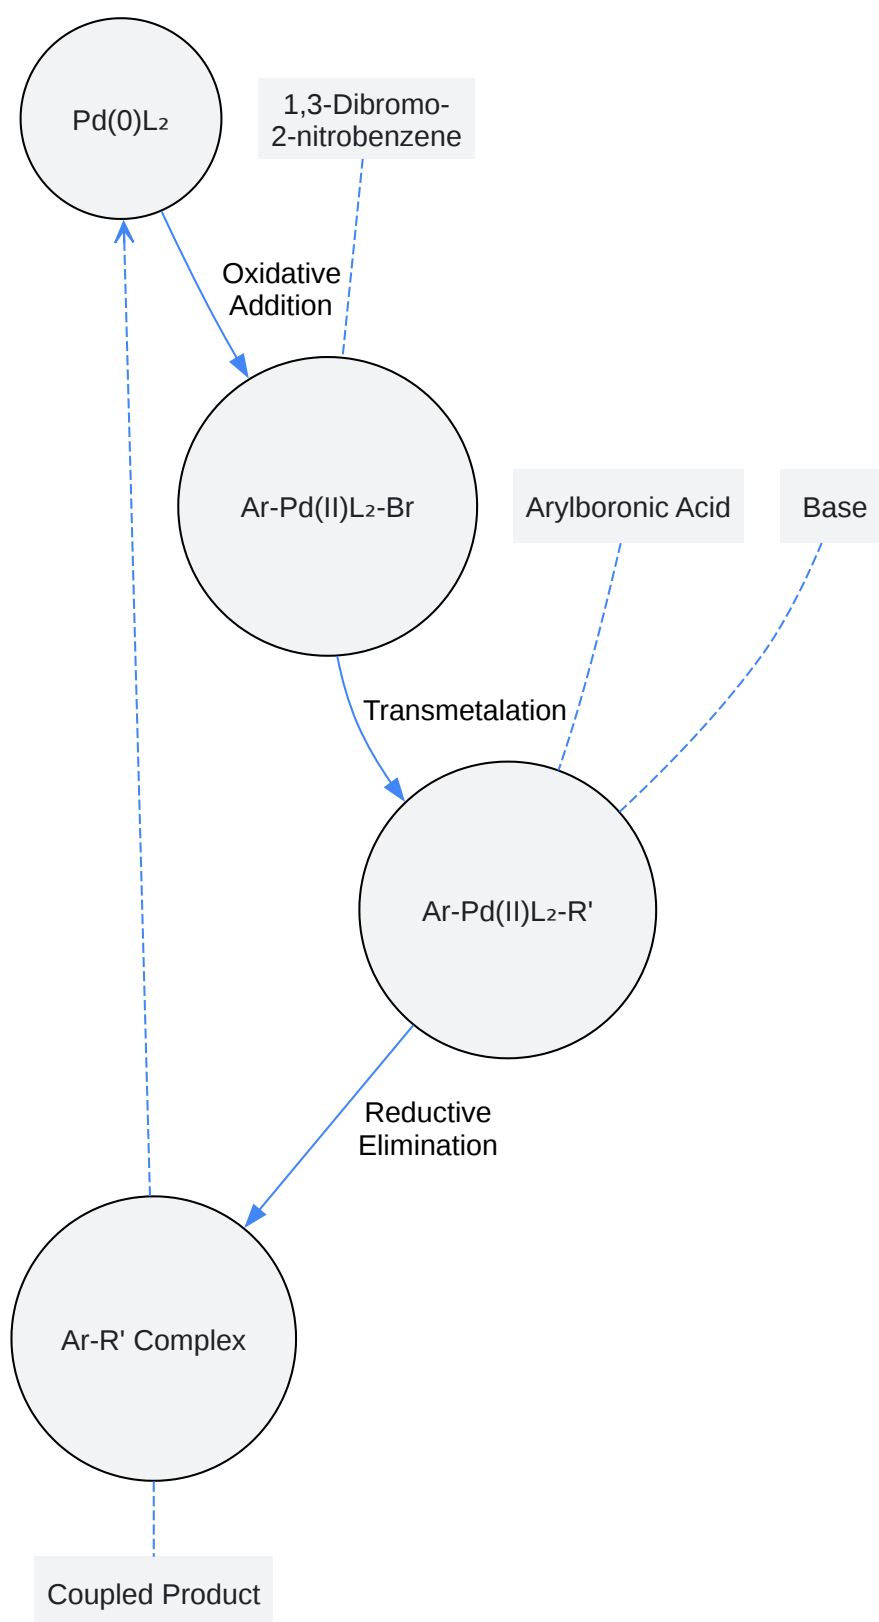 Pd(0)L₂
1,3-Dibromo-
2-nitrobenzene
Oxidative
Addition
Ar-Pd(II)L₂-Br
Arylboronic Acid
Base
Transmetalation
Ar-Pd(II)L₂-R'
Reductive
Elimination
Ar-R' Complex
Coupled Product